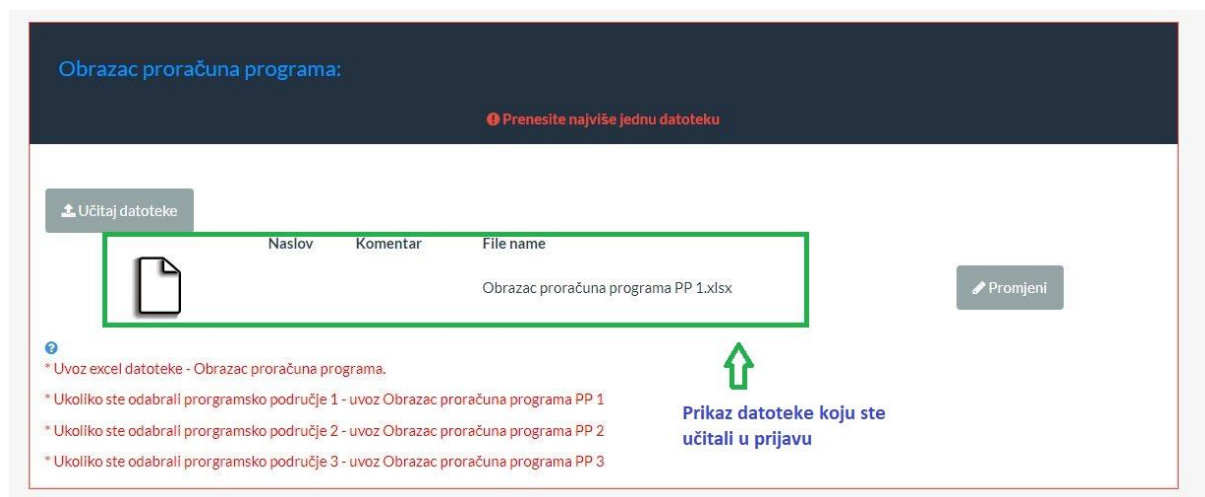 Obrazac proračuna programa:
Prenesite najviše jednu datoteku
Učitaj datoteke
Naslov Komentar File name
Obrazac proračuna programa PP 1.xlsx
Promjeni
* Uvoz excel datoteke - Obrazac proračuna programa.
* Ukoliko ste odabrali prorgramsko područje 1 - uvoz Obrazac proračuna programa PP 1
* Ukoliko ste odabrali prorgramsko područje 2 - uvoz Obrazac proračuna programa PP 2
* Ukoliko ste odabrali prorgramsko područje 3 - uvoz Obrazac proračuna programa PP 3
Prikaz datoteke koju ste
učitali u prijavu